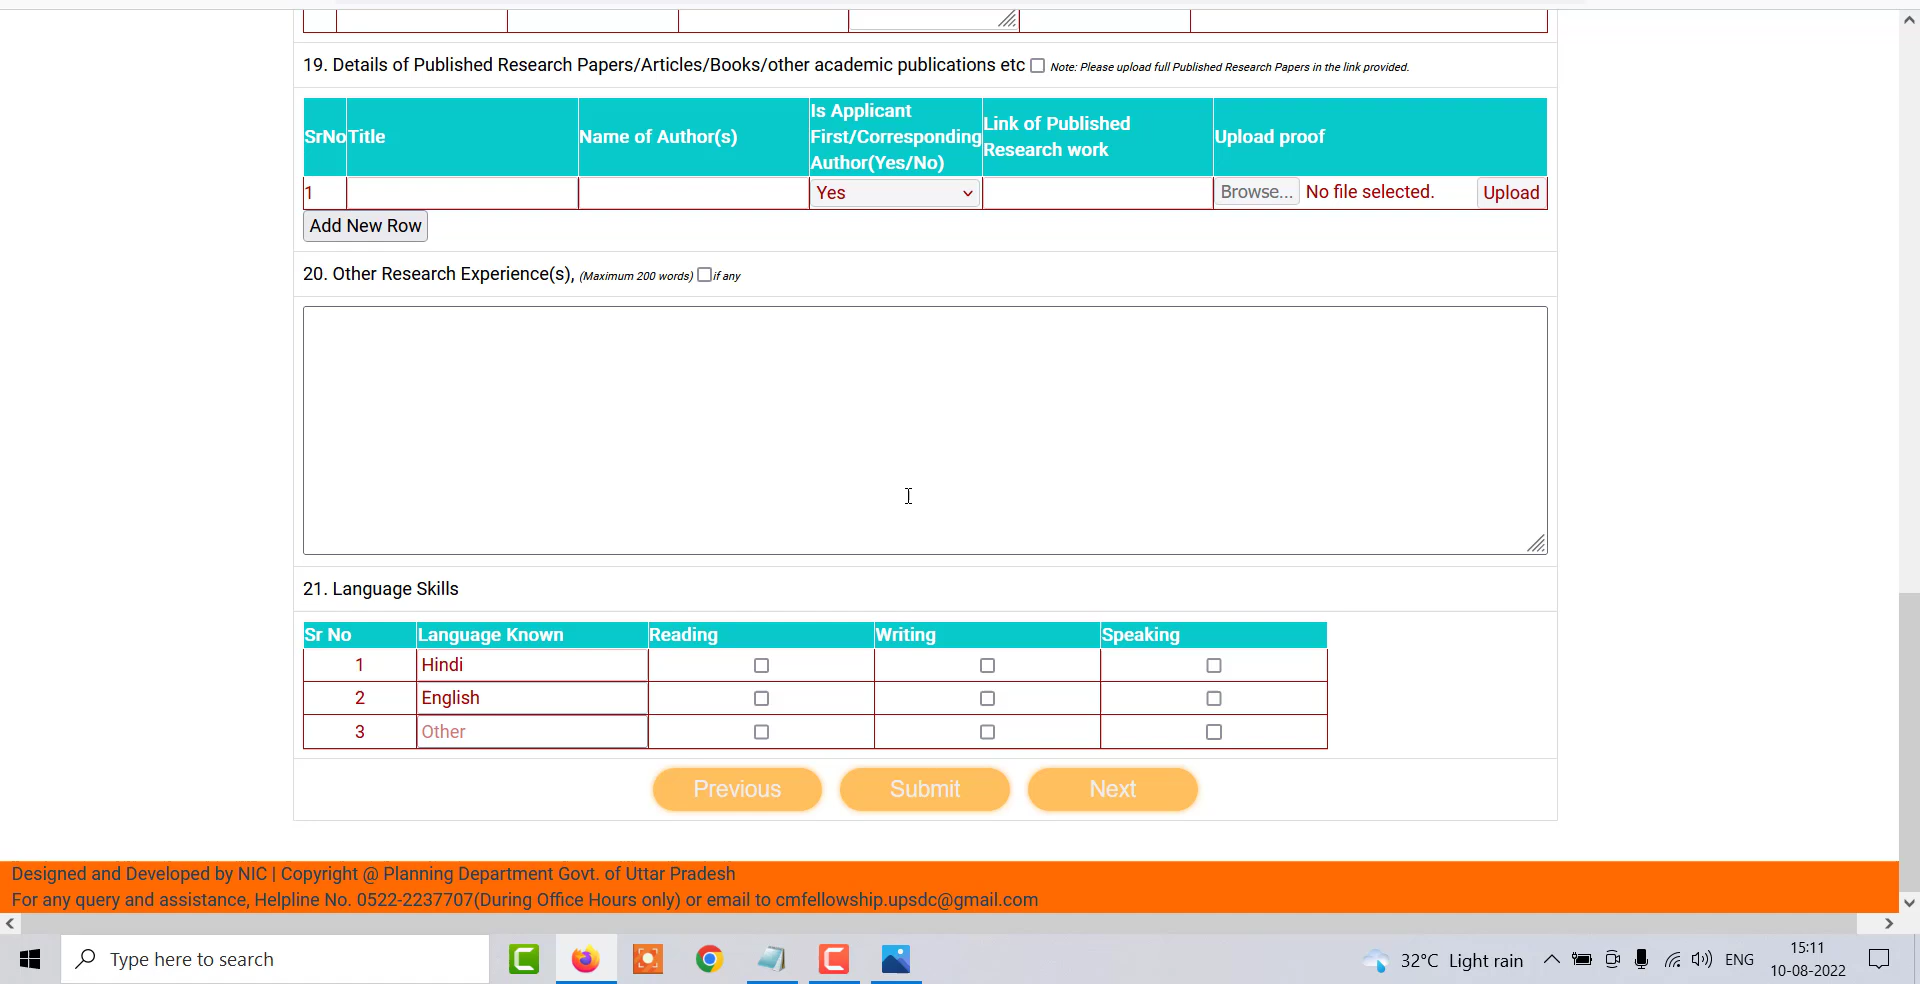 19. Details of Published Research Papers/Articles/Books/other academic publications etc Note: Please upload full Published Research Papers in the link provided.
SrNo Title Name of Author(s) Is Applicant First/Corresponding Author(Yes/No) Link of Published Research work Upload proof
1 Yes Browse... No file selected. Upload
Add New Row
20. Other Research Experience(s), (Maximum 200 words) if any
21. Language Skills
Sr No Language Known Reading Writing Speaking
1 Hindi
2 English
3 Other
Previous Submit Next
Designed and Developed by NIC | Copyright @ Planning Department Govt. of Uttar Pradesh
For any query and assistance, Helpline No. 0522-2237707(During Office Hours only) or email to cmfellowship.upsdc@gmail.com
Type here to search
32°C Light rain
ENG
15:11
10-08-2022